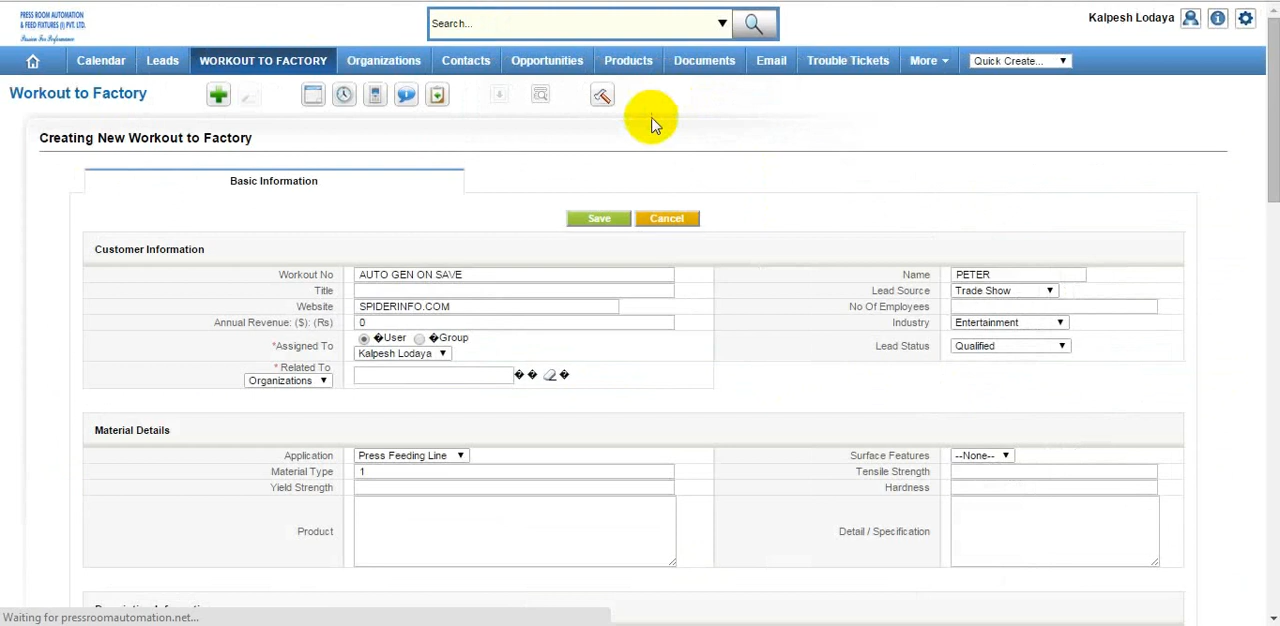 PRESS ROOM AUTOMATION
& FEED FIXTURES (I) PVT. LTD.
Passion For Performance
Search...
Kalpesh Lodaya
Calendar Leads WORKOUT TO FACTORY Organizations Contacts Opportunities Products Documents Email Trouble Tickets More Quick Create...
Workout to Factory
Creating New Workout to Factory
Basic Information
Save Cancel
Customer Information
Workout No AUTO GEN ON SAVE Name PETER
Title Lead Source Trade Show
Website SPIDERINFO.COM No Of Employees
Annual Revenue: ($): (Rs) 0 Industry Entertainment
�User �Group
*Assigned To Kalpesh Lodaya Lead Status Qualified
* Related To
Organizations � � �
Material Details
Application Press Feeding Line Surface Features --None--
Material Type 1 Tensile Strength
Yield Strength Hardness
Product Detail / Specification
Waiting for pressroomautomation.net...